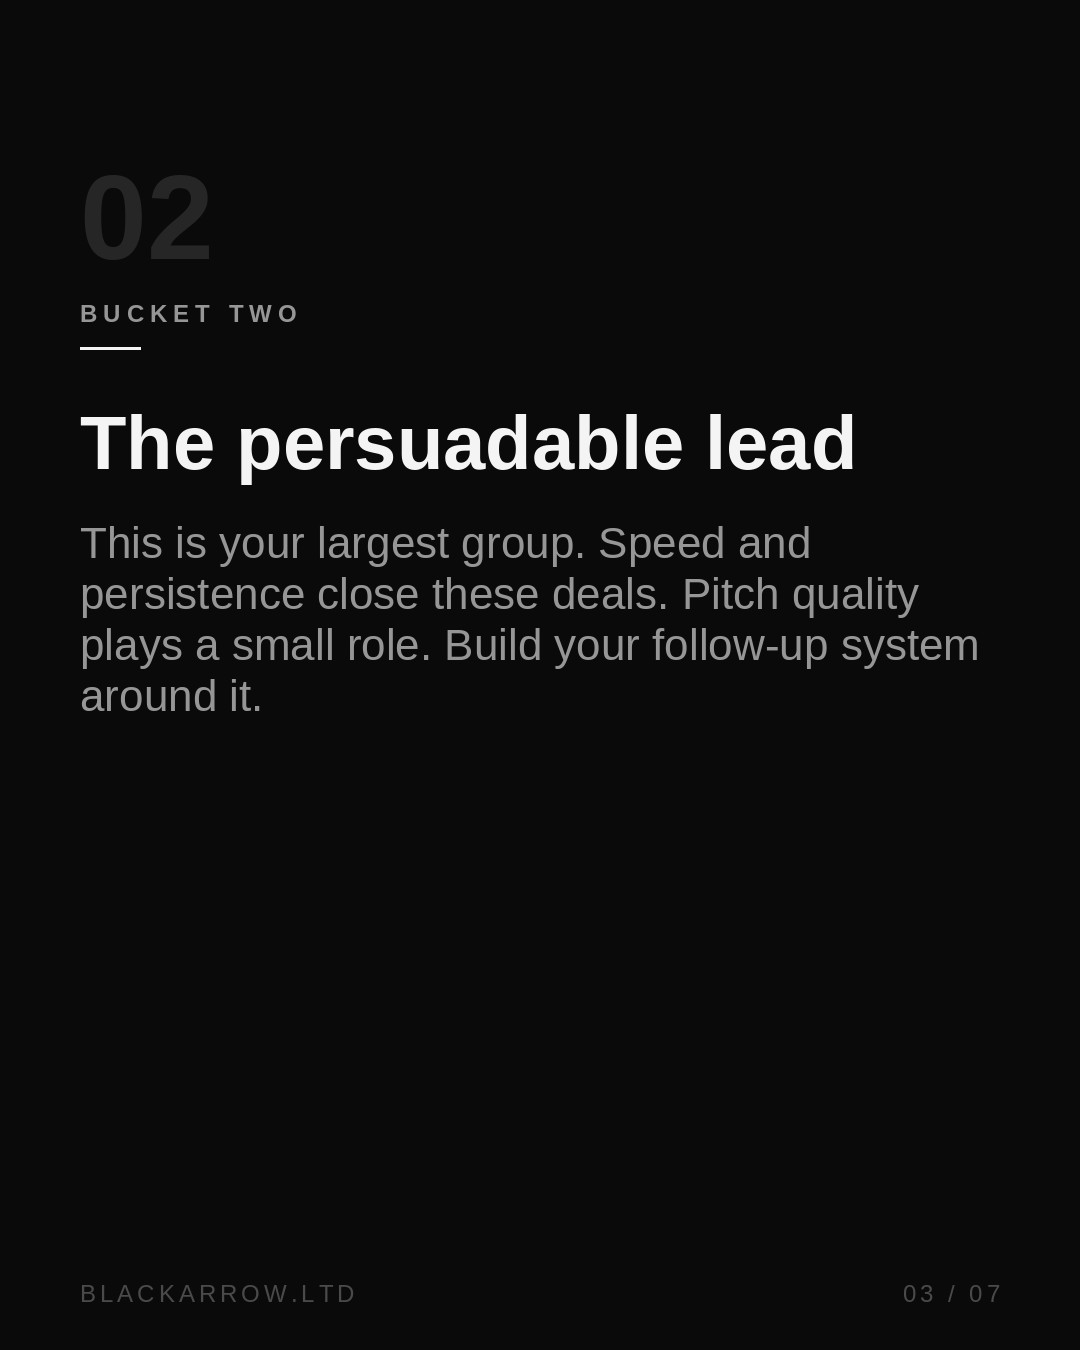 02
BUCKET TWO
The persuadable lead
This is your largest group. Speed and
persistence close these deals. Pitch quality
plays a small role. Build your follow-up system
around it.
BLACKARROW.LTD
03 / 07